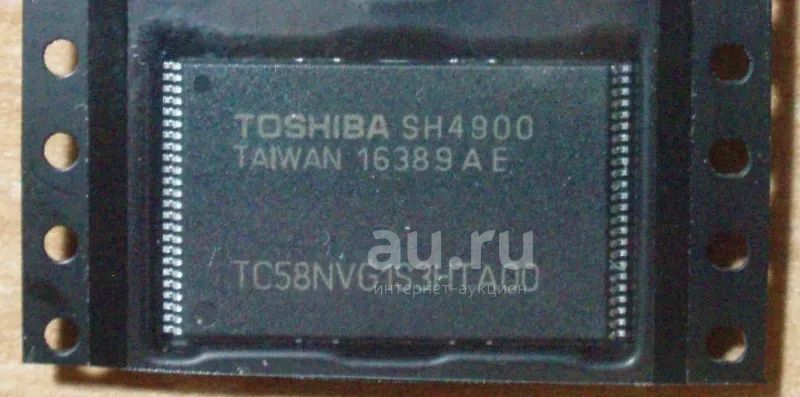 TOSHIBA SH4900
TAIWAN 16389AE
au.ru
TC58NVG1S3HTA00
интернет-аукцион